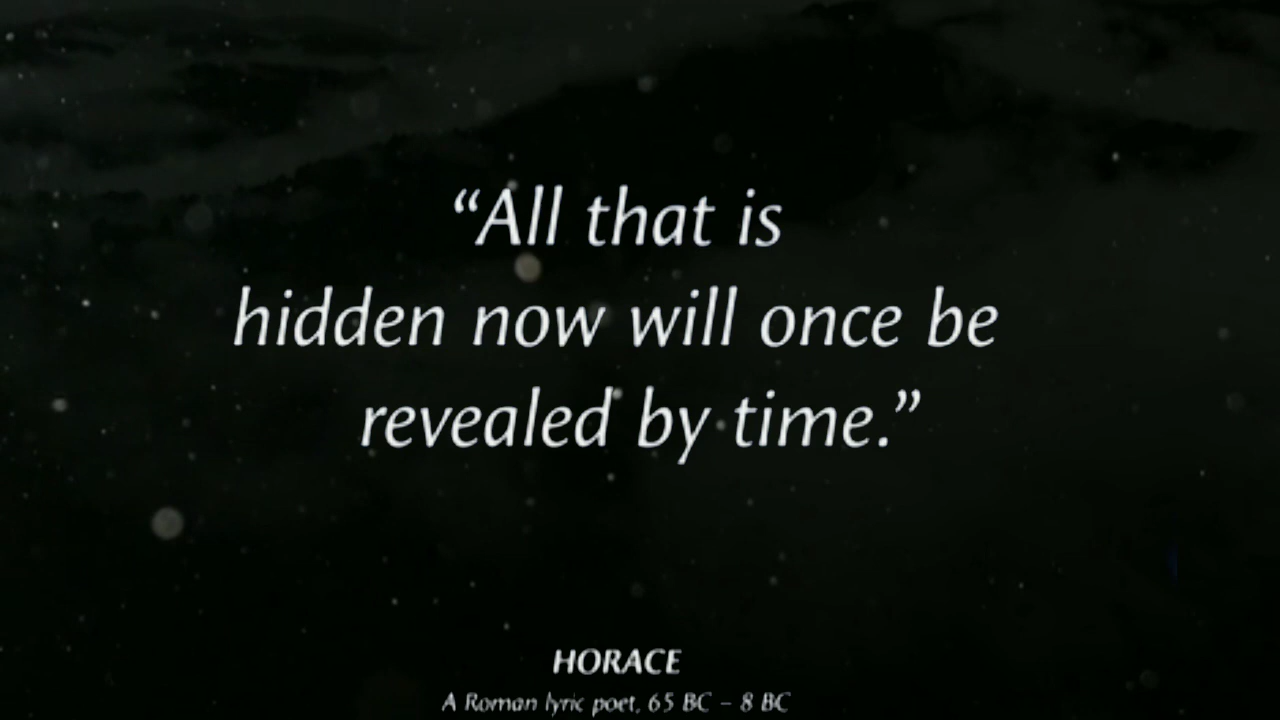 “All that is
hidden now will once be
revealed by time.”
HORACE
A Roman lyric poet, 65 BC – 8 BC